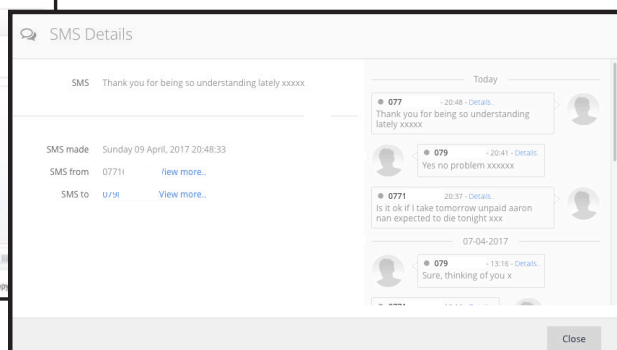 SMS Details
SMS Thank you for being so understanding lately xxxxx
SMS made Sunday 09 April, 2017 20:48:33
SMS from 0771 View more..
SMS to 079 View more..
Today
077 - 20:48 - Details..
Thank you for being so understanding
lately xxxxx
079 - 20:41 - Details.
Yes no problem xxxxxx
0771 20:37 - Details.
Is it ok if I take tomorrow unpaid aaron
nan expected to die tonight xxx
07-04-2017
079 - 13:16 - Details.
Sure, thinking of you x
Close